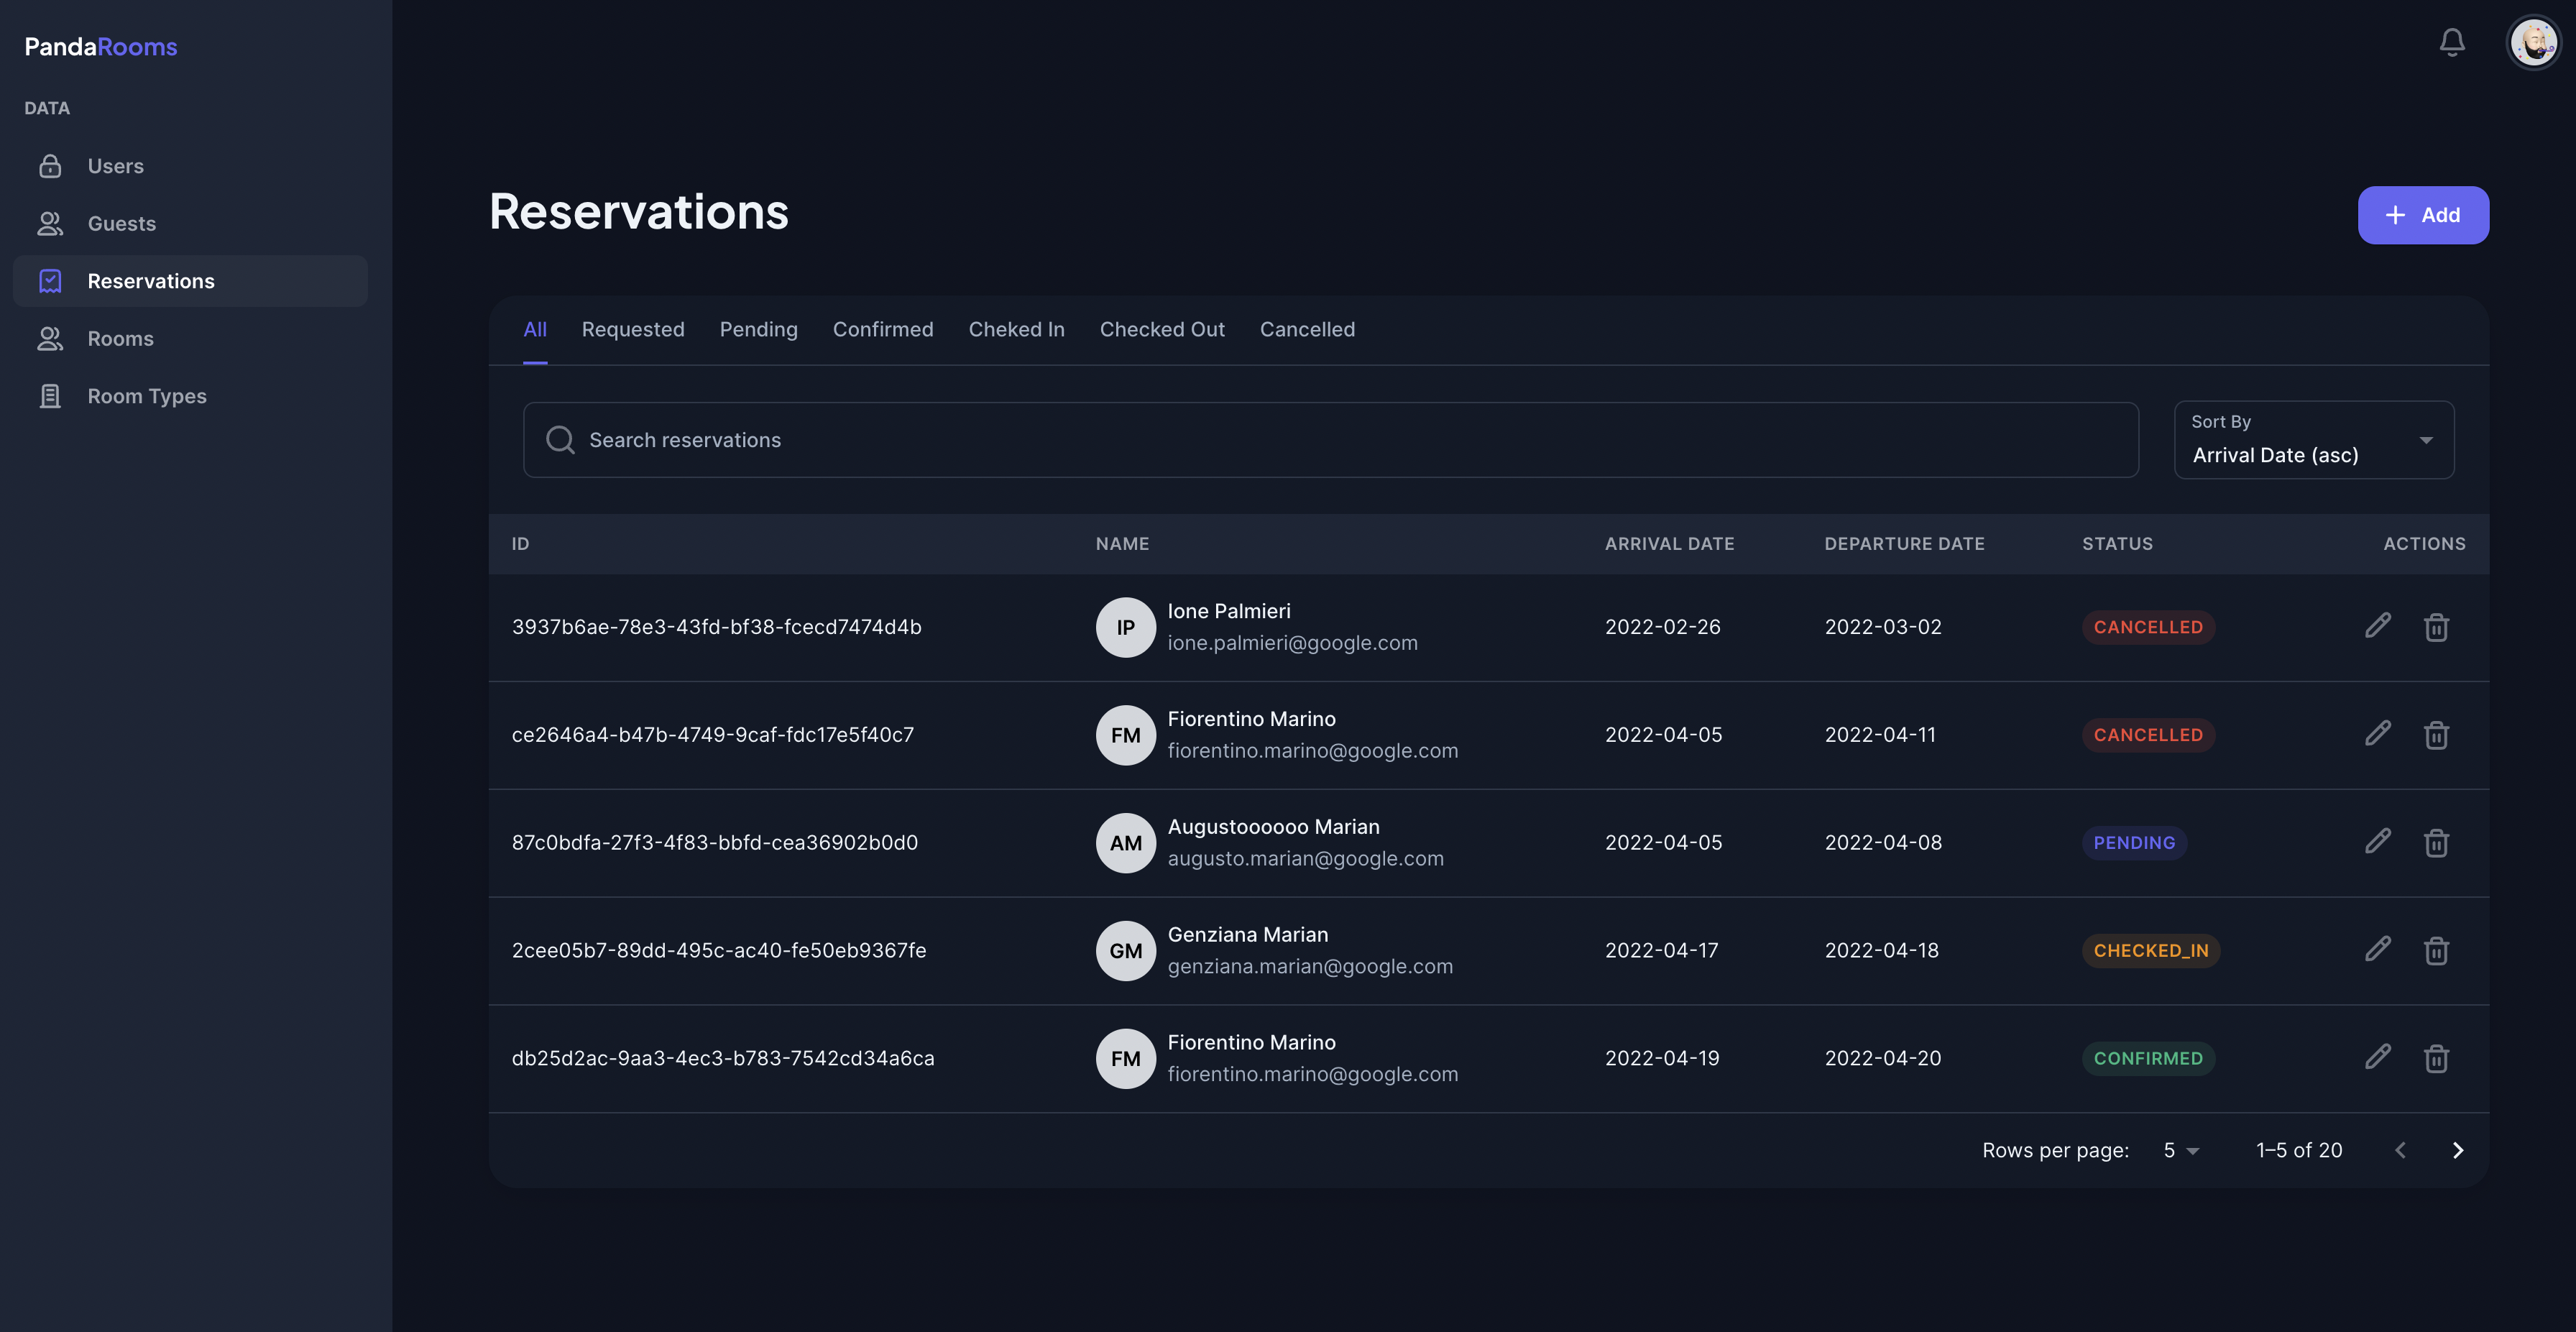 PandaRooms
DATA
Users
Guests
Reservations
Rooms
Room Types
Reservations
Add
All Requested Pending Confirmed Cheked In Checked Out Cancelled
Search reservations
Sort By
Arrival Date (asc)
ID NAME ARRIVAL DATE DEPARTURE DATE STATUS ACTIONS
3937b6ae-78e3-43fd-bf38-fcecd7474d4b IP Ione Palmieri 2022-02-26 2022-03-02 CANCELLED
ione.palmieri@google.com
ce2646a4-b47b-4749-9caf-fdc17e5f40c7 FM Fiorentino Marino 2022-04-05 2022-04-11 CANCELLED
fiorentino.marino@google.com
87c0bdfa-27f3-4f83-bbfd-cea36902b0d0 AM Augustoooooo Marian 2022-04-05 2022-04-08 PENDING
augusto.marian@google.com
2cee05b7-89dd-495c-ac40-fe50eb9367fe GM Genziana Marian 2022-04-17 2022-04-18 CHECKED_IN
genziana.marian@google.com
db25d2ac-9aa3-4ec3-b783-7542cd34a6ca FM Fiorentino Marino 2022-04-19 2022-04-20 CONFIRMED
fiorentino.marino@google.com
Rows per page: 5 1–5 of 20